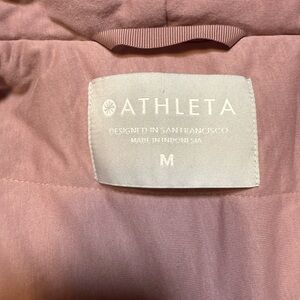 ATHLETA
DESIGNED IN SAN FRANCISCO
MADE IN INDONESIA
M